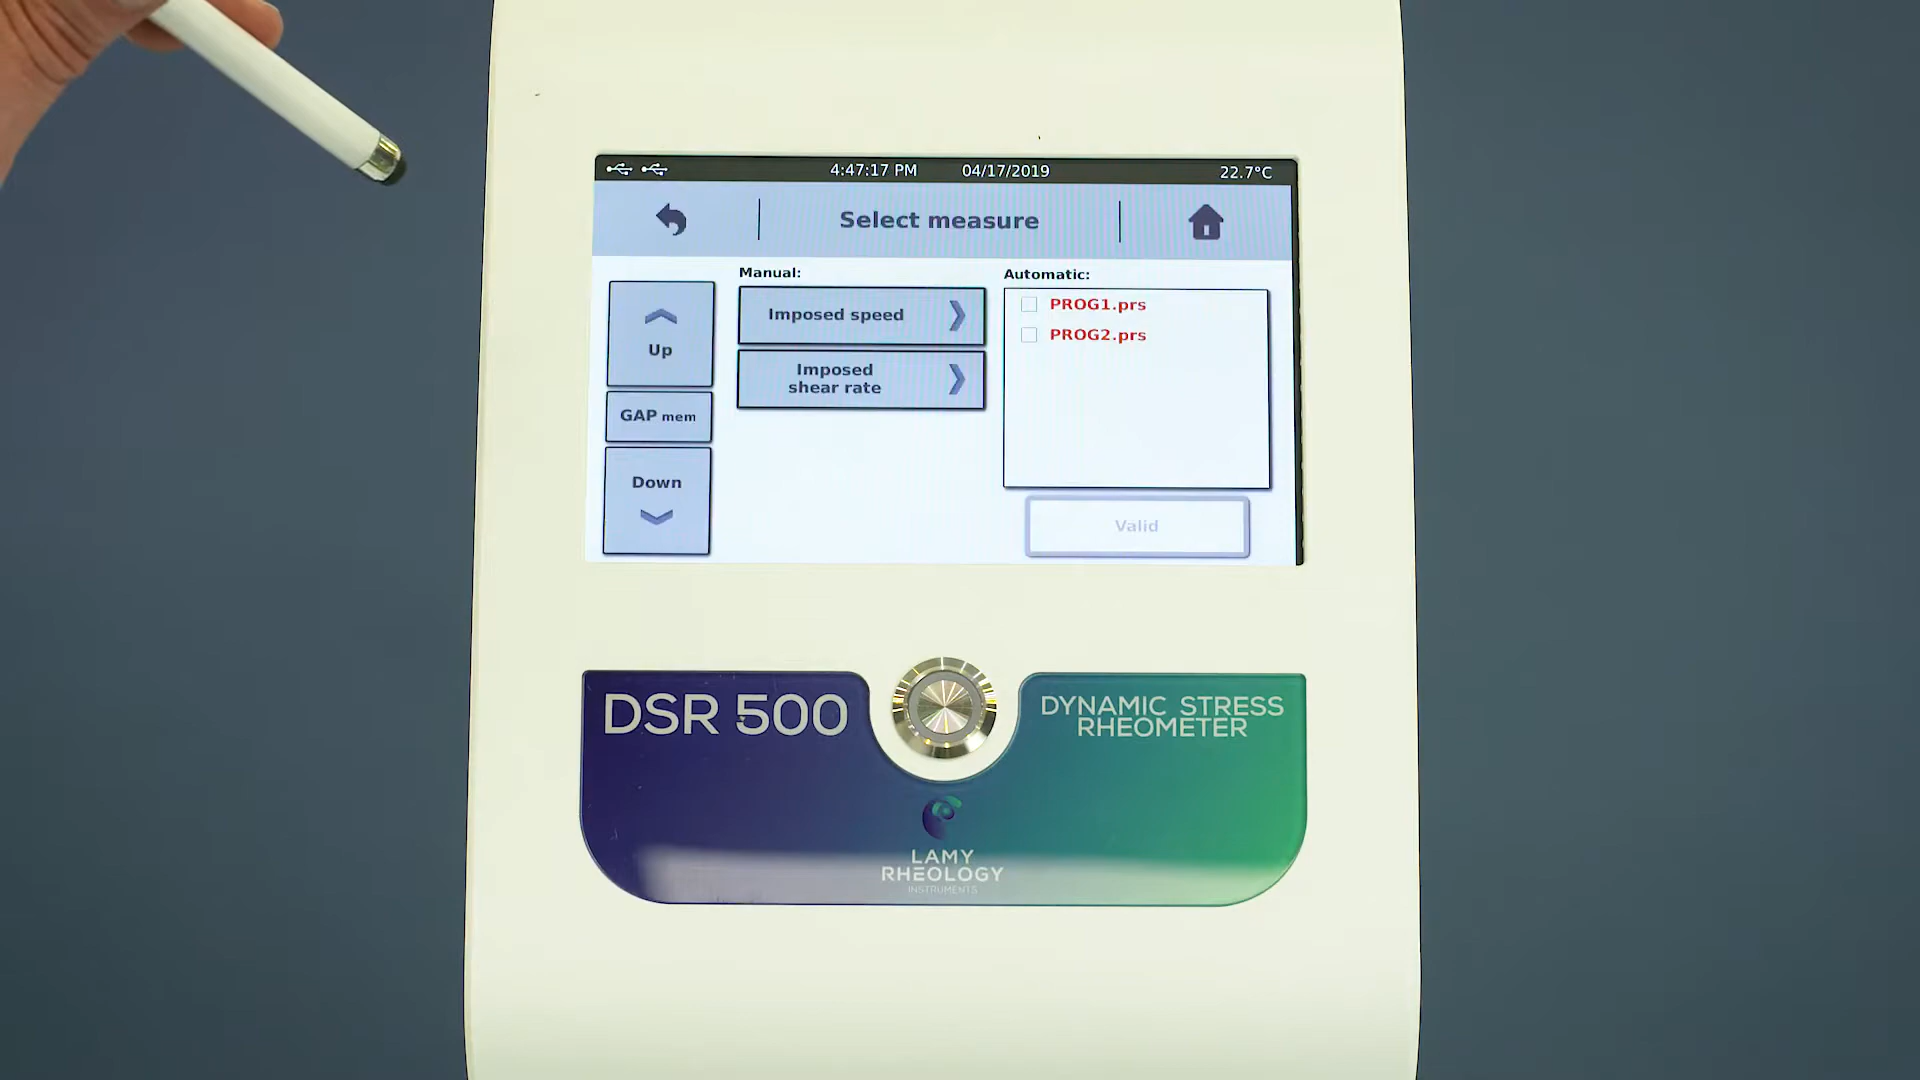 4:47:17 PM 04/17/2019 22.7°C
Select measure
Manual:
Automatic:
Up
GAP mem
Down
Imposed speed
Imposed
shear rate
PROG1.prs
PROG2.prs
Valid
DSR 500
DYNAMIC STRESS
RHEOMETER
LAMY
RHEOLOGY
INSTRUMENTS